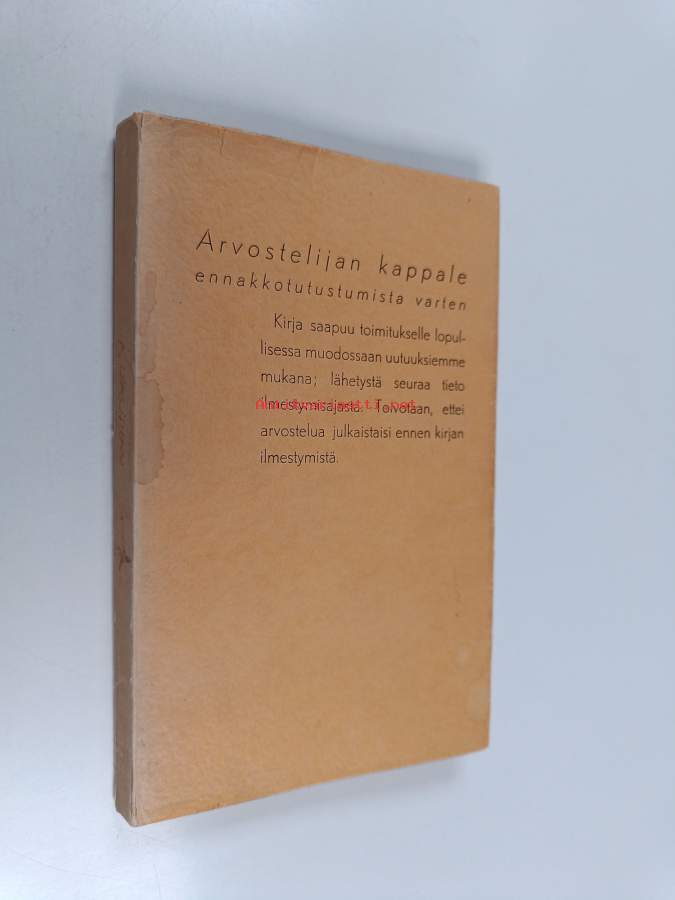 Arvostelijan kappale
ennakkotutustumista varten
Kirja saapuu toimitukselle lopul-
lisessa muodossaan uutuuksiemme
mukana; lähetystä seuraa tieto
ilmestymisajasta. Toivotaan, ettei
arvostelua julkaistaisi ennen kirjan
ilmestymistä.